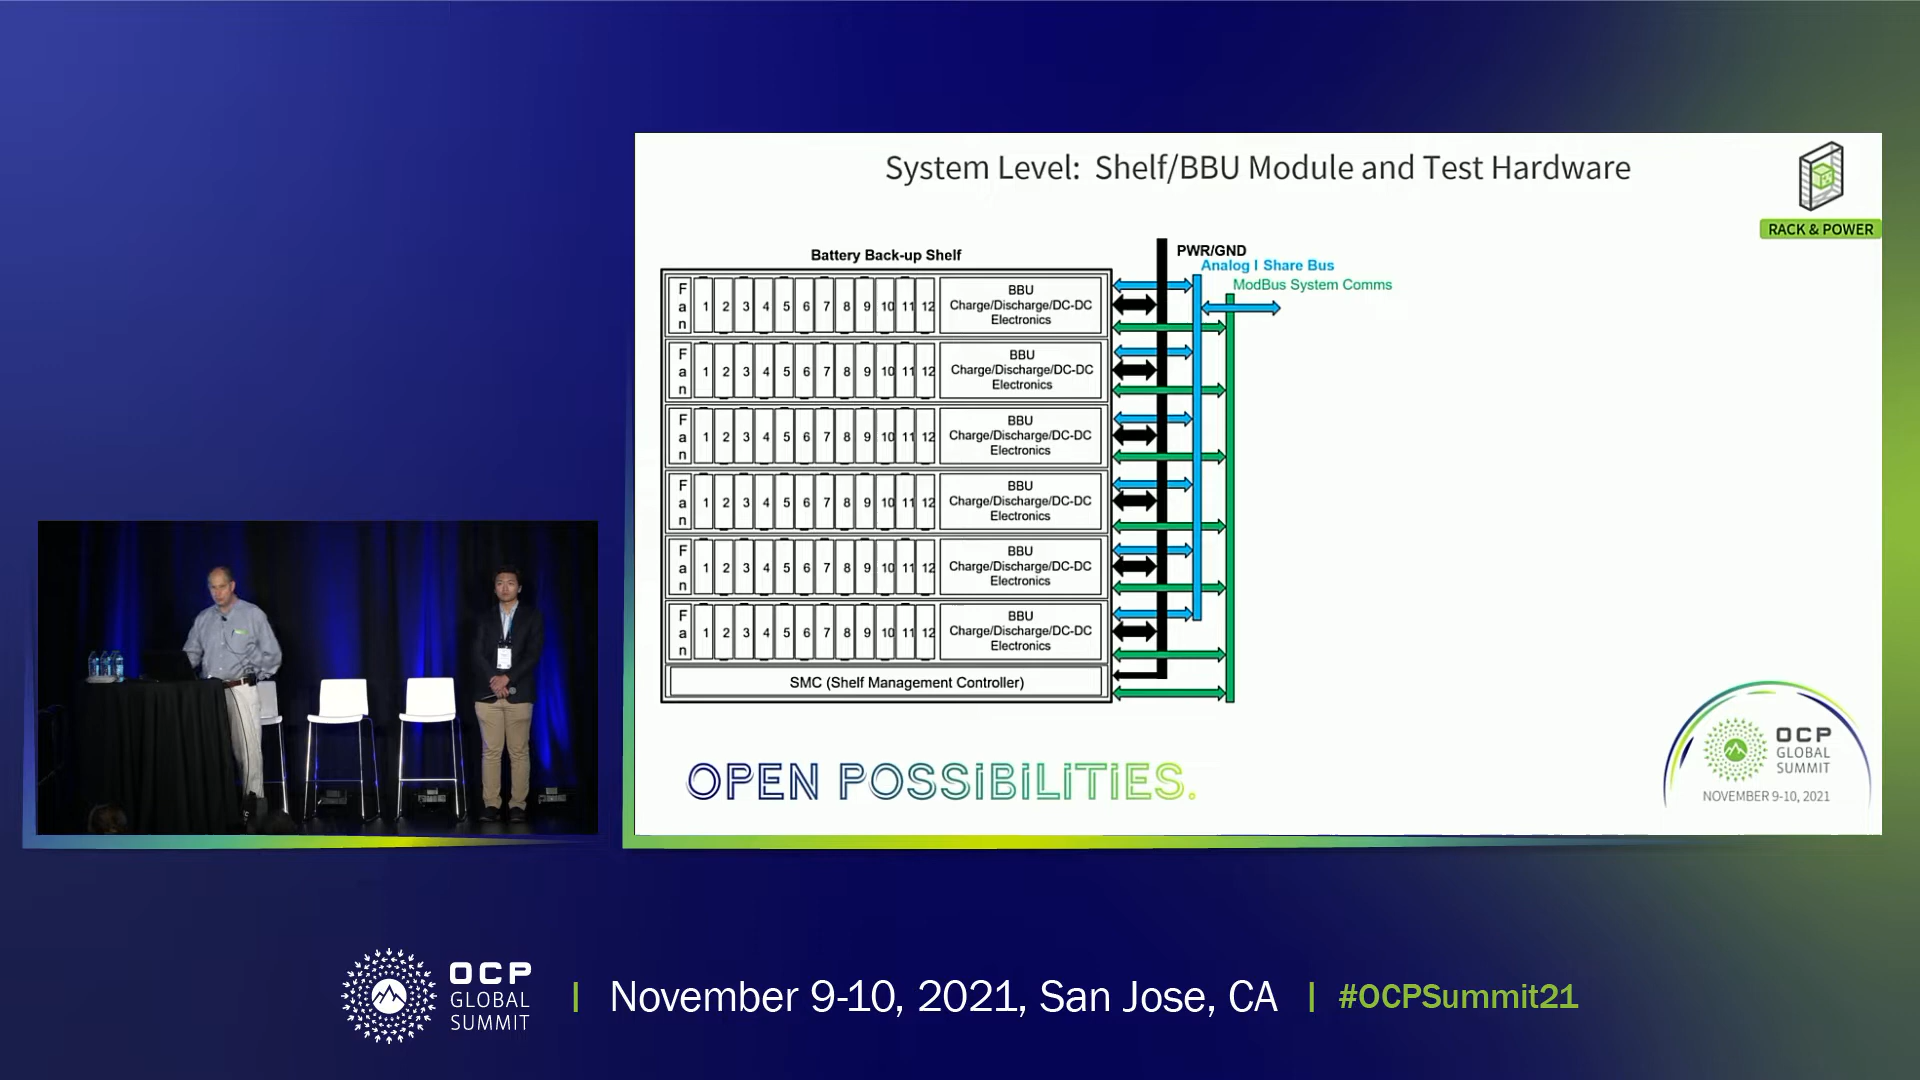 System Level: Shelf/BBU Module and Test Hardware
RACK & POWER
Battery Back-up Shelf
PWR/GND
Analog I Share Bus
ModBus System Comms
Fan 1 2 3 4 5 6 7 8 9 10 11 12
BBU
Charge/Discharge/DC-DC
Electronics
Fan 1 2 3 4 5 6 7 8 9 10 11 12
BBU
Charge/Discharge/DC-DC
Electronics
Fan 1 2 3 4 5 6 7 8 9 10 11 12
BBU
Charge/Discharge/DC-DC
Electronics
Fan 1 2 3 4 5 6 7 8 9 10 11 12
BBU
Charge/Discharge/DC-DC
Electronics
Fan 1 2 3 4 5 6 7 8 9 10 11 12
BBU
Charge/Discharge/DC-DC
Electronics
Fan 1 2 3 4 5 6 7 8 9 10 11 12
BBU
Charge/Discharge/DC-DC
Electronics
SMC (Shelf Management Controller)
OPEN POSSIBILITIES.
OCP
GLOBAL
SUMMIT
NOVEMBER 9-10, 2021
OCP
GLOBAL
SUMMIT
November 9-10, 2021, San Jose, CA
#OCPSummit21